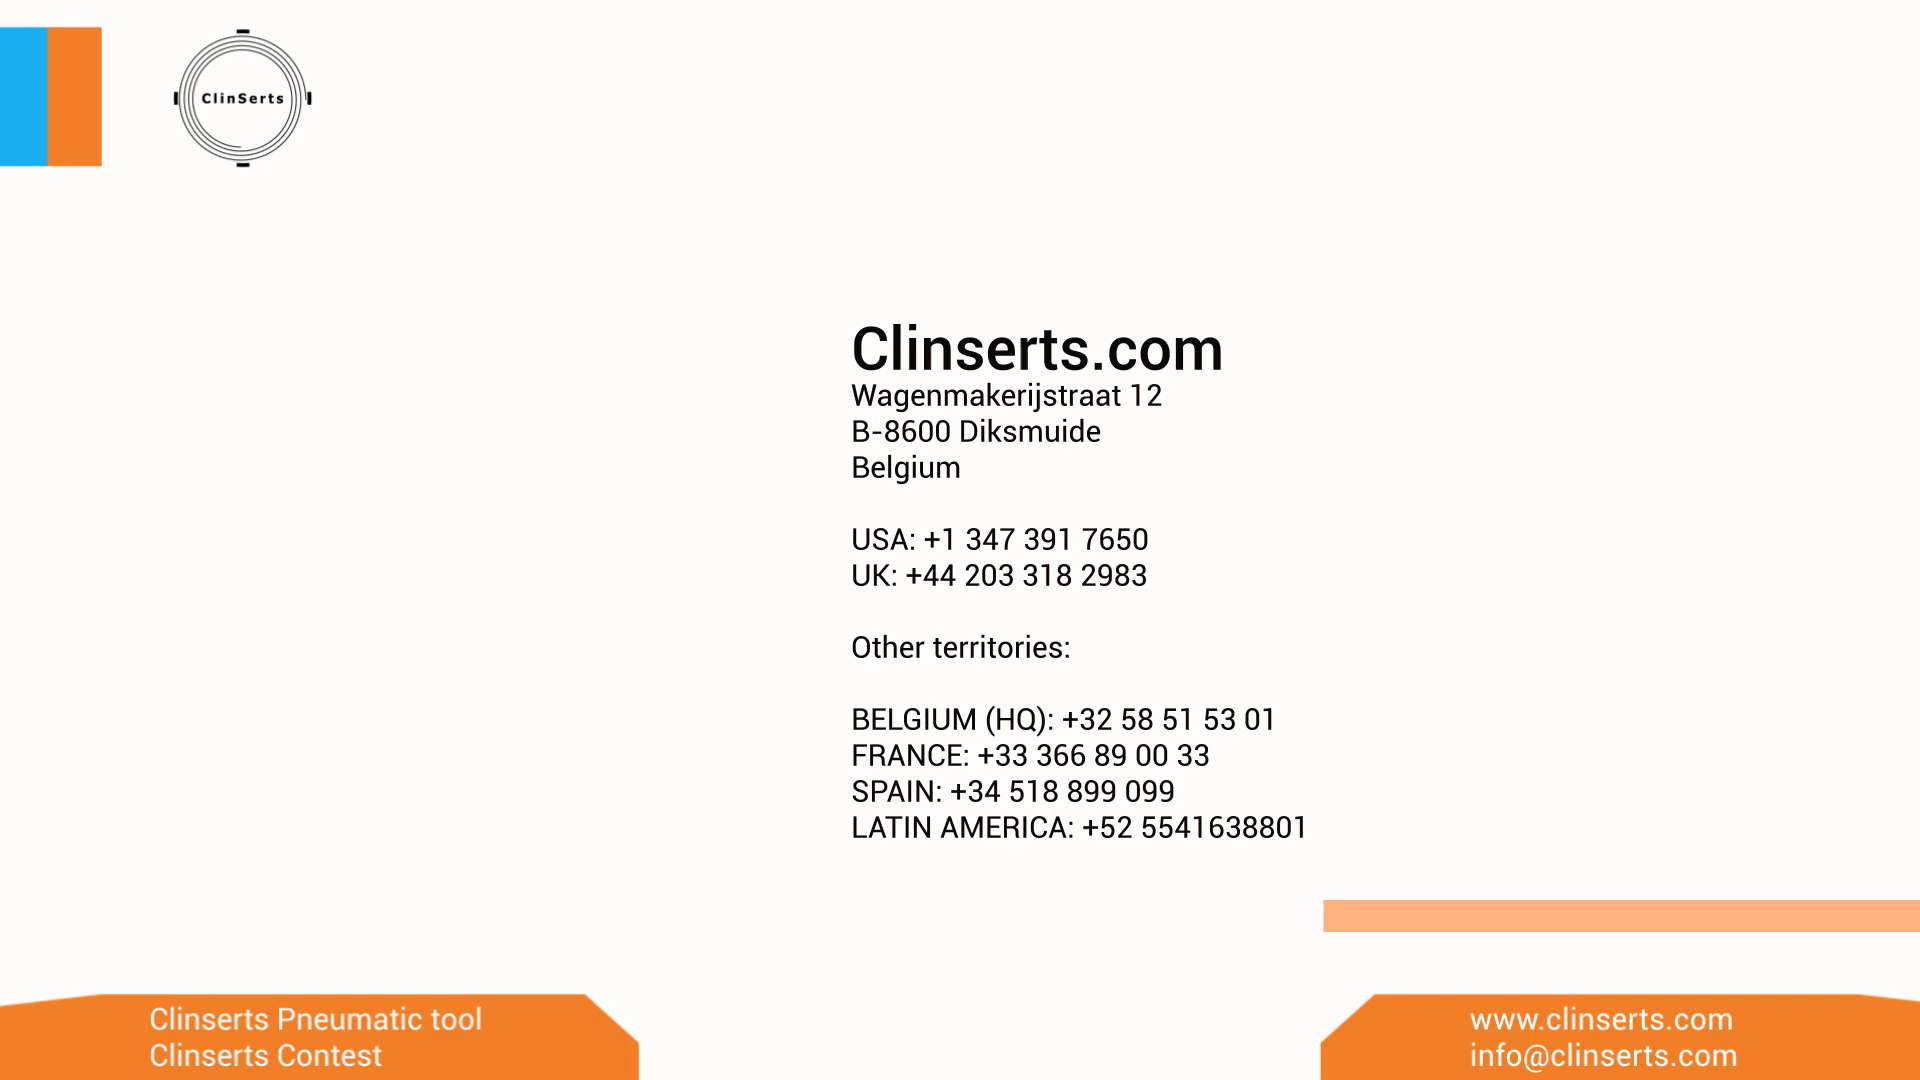 ClinSerts
Clinserts.com
Wagenmakerijstraat 12
B-8600 Diksmuide
Belgium
USA: +1 347 391 7650
UK: +44 203 318 2983
Other territories:
BELGIUM (HQ): +32 58 51 53 01
FRANCE: +33 366 89 00 33
SPAIN: +34 518 899 099
LATIN AMERICA: +52 5541638801
Clinserts Pneumatic tool
Clinserts Contest
www.clinserts.com
info@clinserts.com